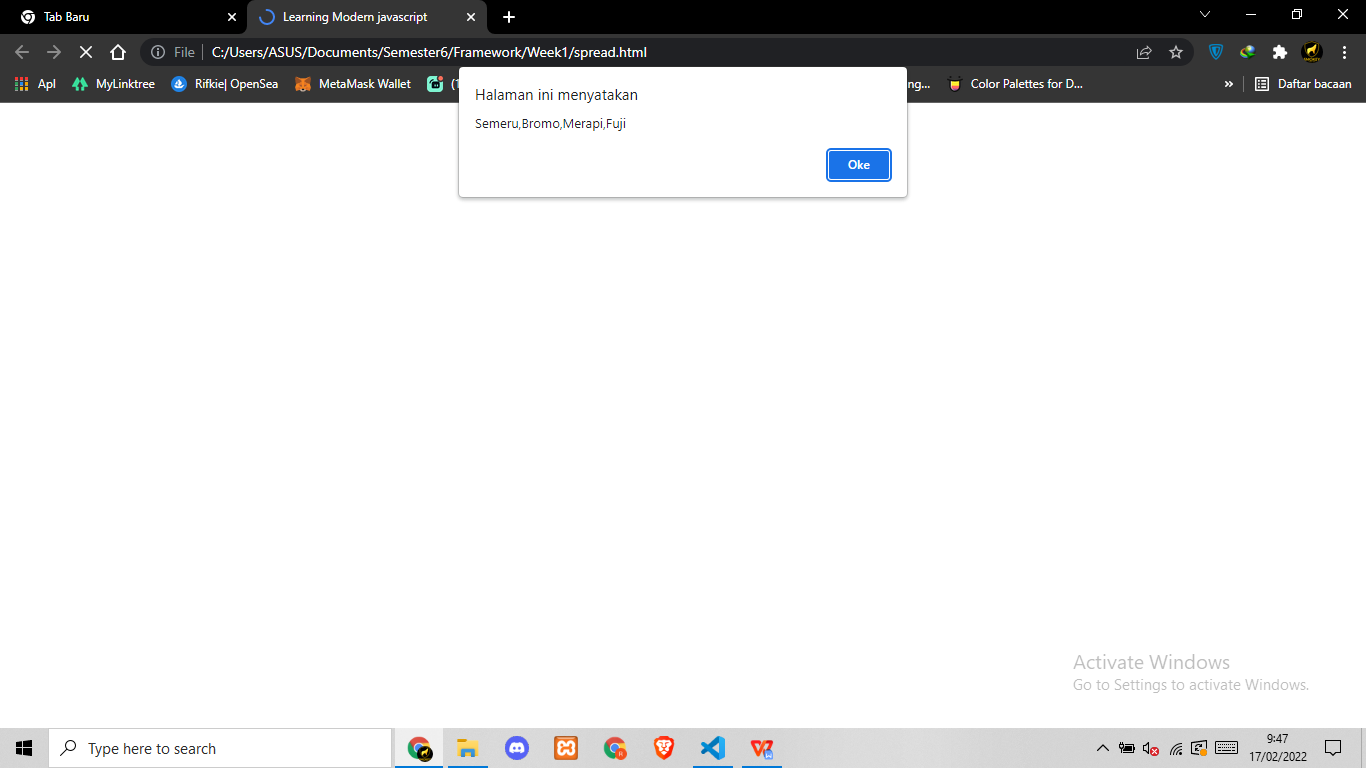 Tab Baru
Learning Modern javascript
File
C:/Users/ASUS/Documents/Semester6/Framework/Week1/spread.html
Apl
MyLinktree
Rifkie| OpenSea
MetaMask Wallet
ng...
Color Palettes for D...
»
Daftar bacaan
Halaman ini menyatakan
Semeru,Bromo,Merapi,Fuji
Oke
Activate Windows
Go to Settings to activate Windows.
Type here to search
9:47
17/02/2022